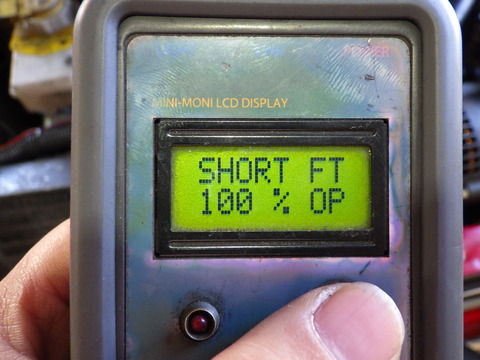 POWER
MINI-MONI LCD DISPLAY
SHORT FT
100 % OP